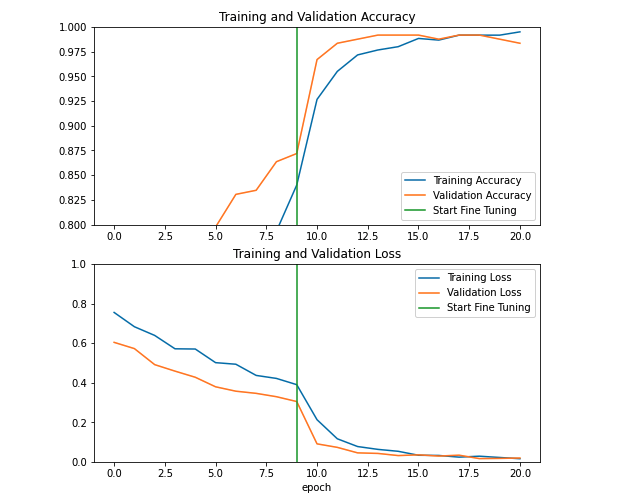 Training and Validation Accuracy
1.000
0.975
0.950
0.925
0.900
0.875
0.850
0.825
0.800
Training Accuracy
Validation Accuracy
Start Fine Tuning
0.0 2.5 5.0 7.5 10.0 12.5 15.0 17.5 20.0
Training and Validation Loss
1.0
0.8
0.6
0.4
0.2
0.0
Training Loss
Validation Loss
Start Fine Tuning
0.0 2.5 5.0 7.5 10.0 12.5 15.0 17.5 20.0
epoch